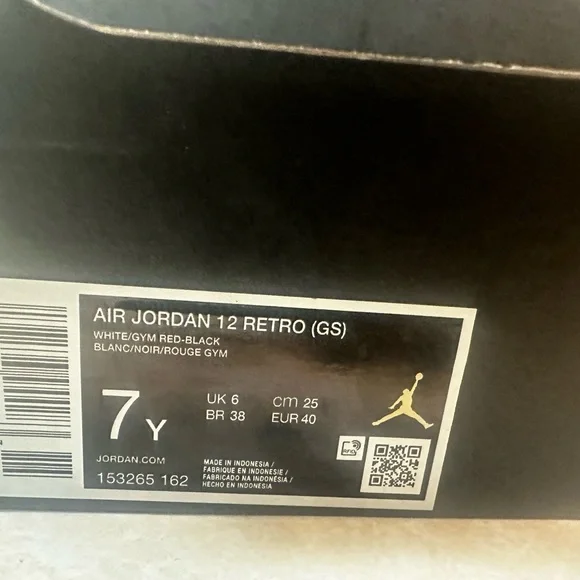 AIR JORDAN 12 RETRO (GS)
WHITE/GYM RED-BLACK
BLANC/NOIR/ROUGE GYM
7Y
UK 6 cm 25
BR 38 EUR 40
JORDAN.COM
153265 162
MADE IN INDONESIA /
FABRIQUE EN INDONESIE /
FABRICADO NA INDONÉSIA /
HECHO EN INDONESIA
RFID